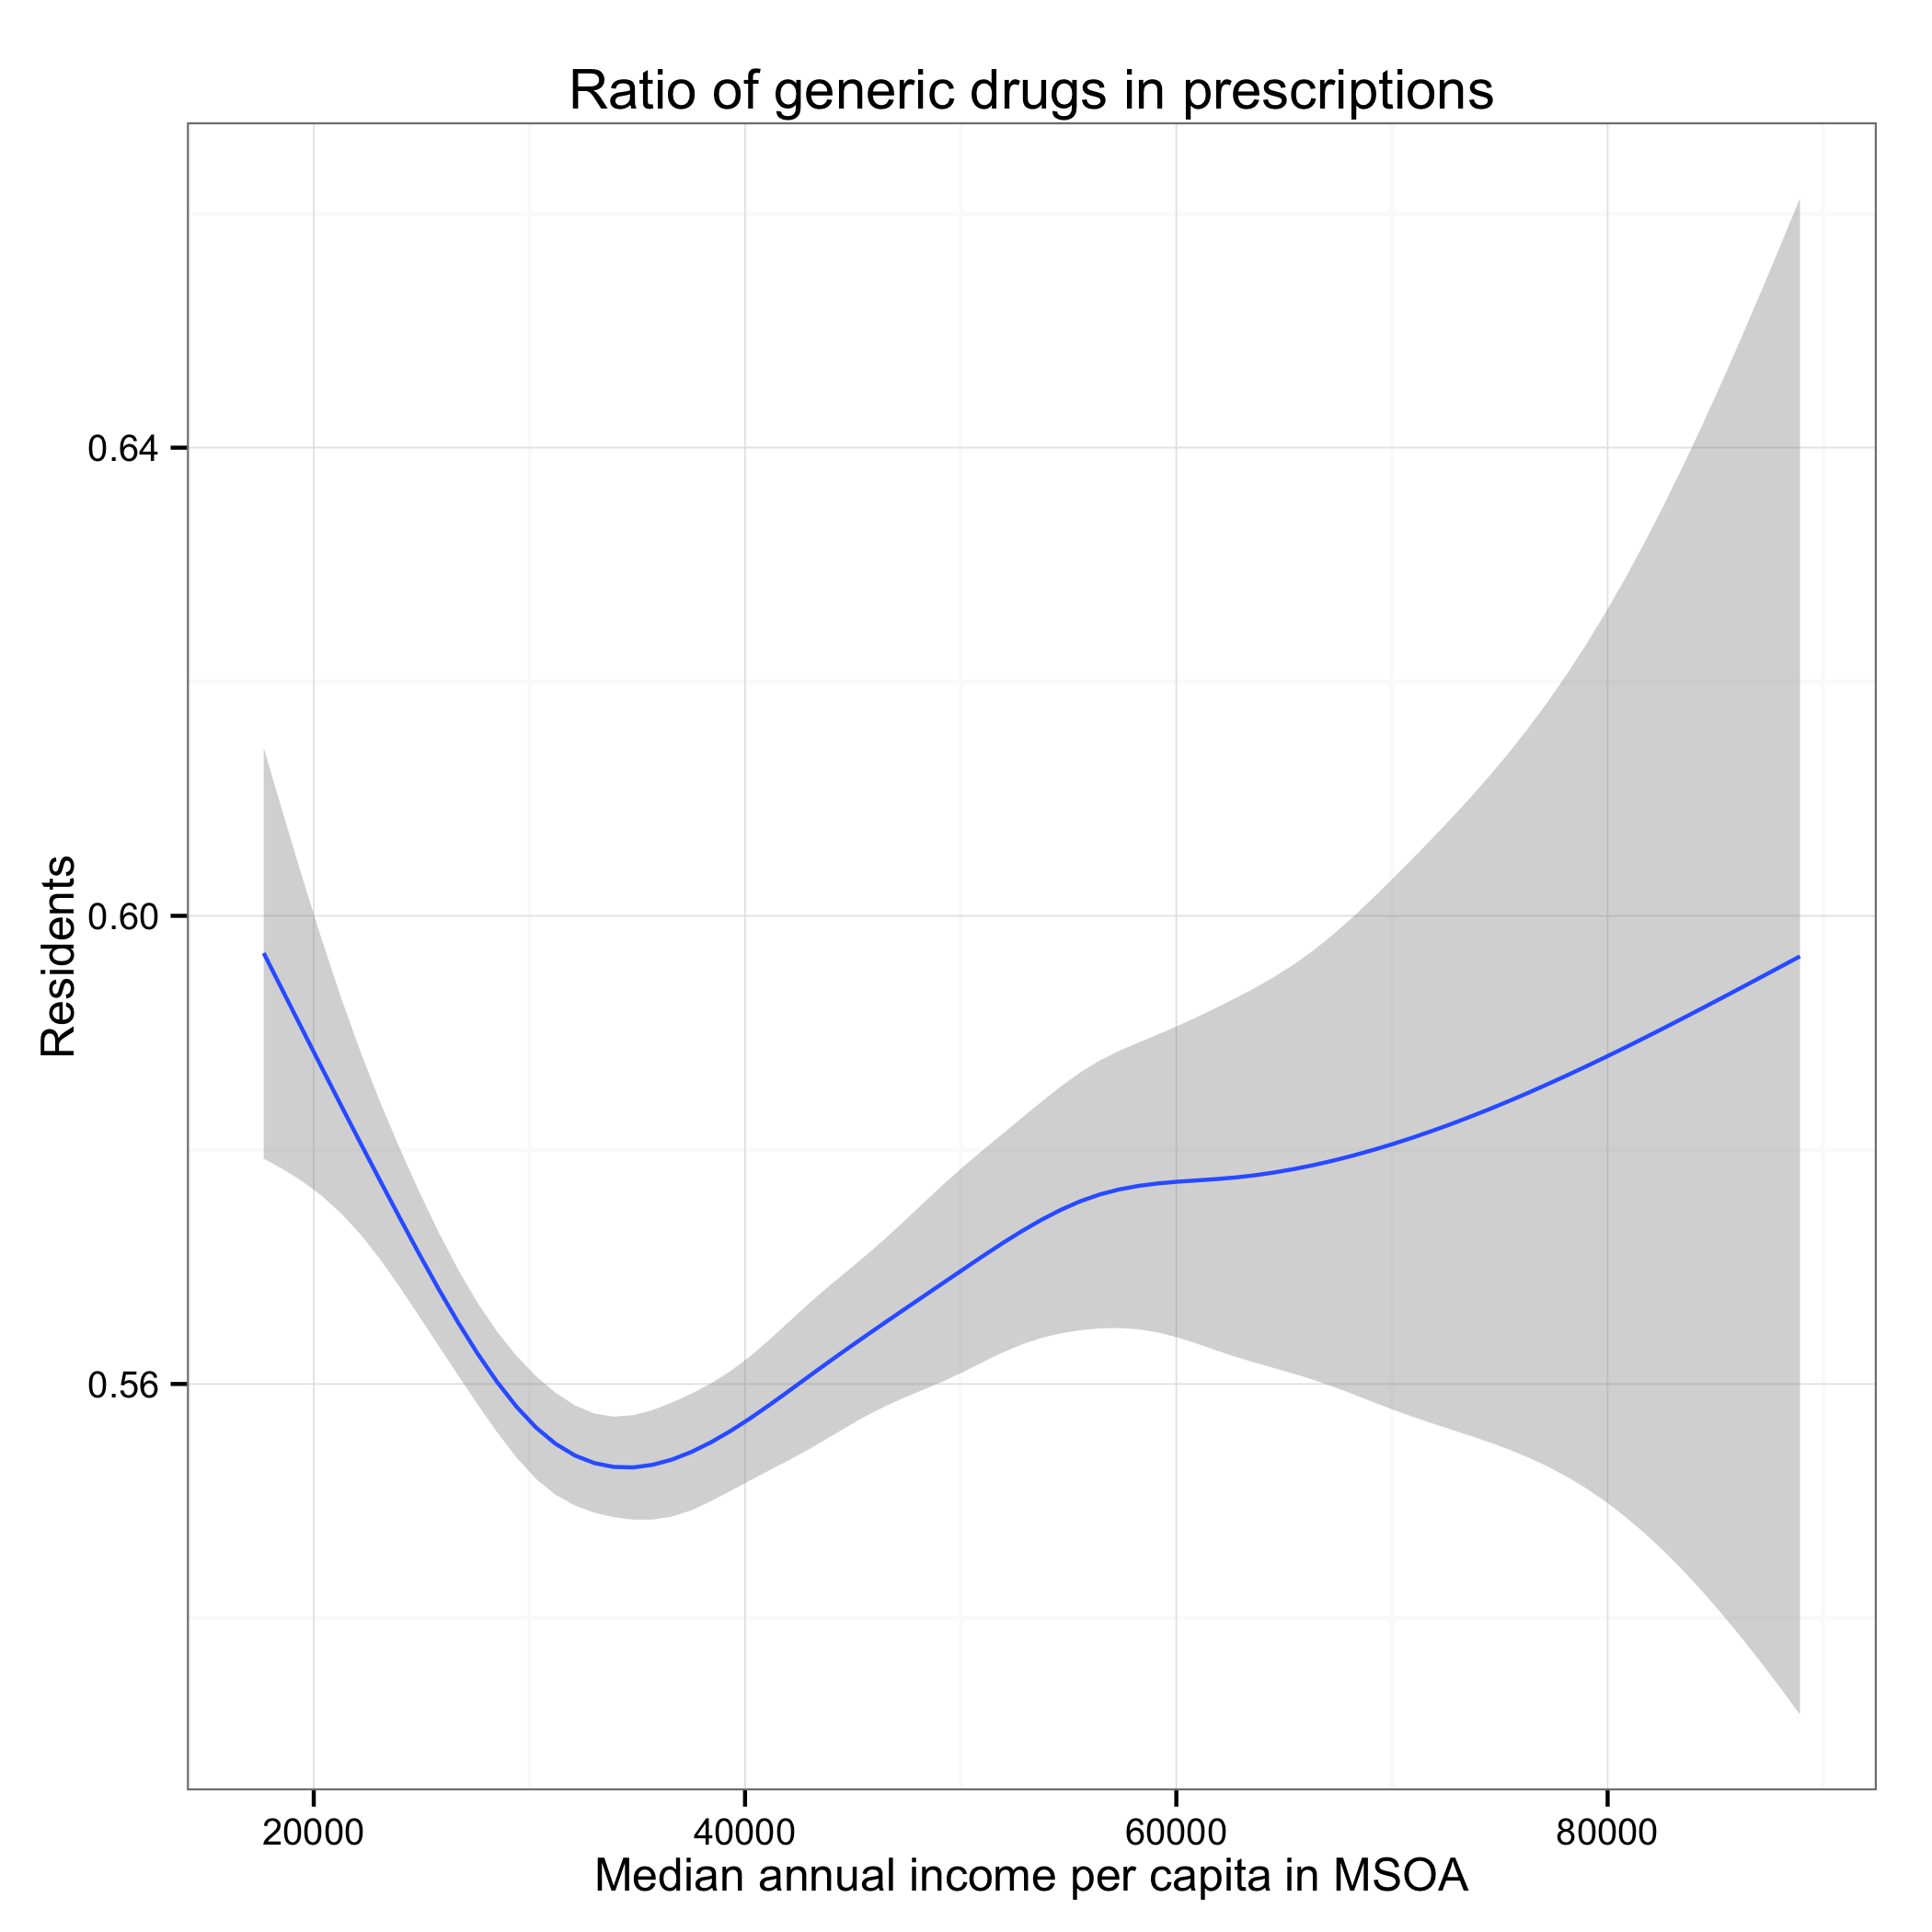 Ratio of generic drugs in prescriptions
0.64
0.60
0.56
Residents
20000 40000 60000 80000
Median annual income per capita in MSOA